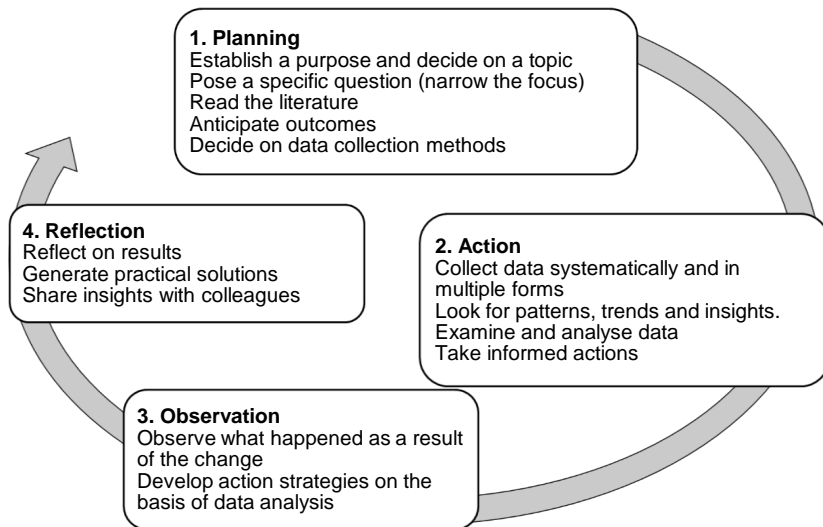 1. Planning
Establish a purpose and decide on a topic
Pose a specific question (narrow the focus)
Read the literature
Anticipate outcomes
Decide on data collection methods
2. Action
Collect data systematically and in
multiple forms
Look for patterns, trends and insights.
Examine and analyse data
Take informed actions
3. Observation
Observe what happened as a result
of the change
Develop action strategies on the
basis of data analysis
4. Reflection
Reflect on results
Generate practical solutions
Share insights with colleagues